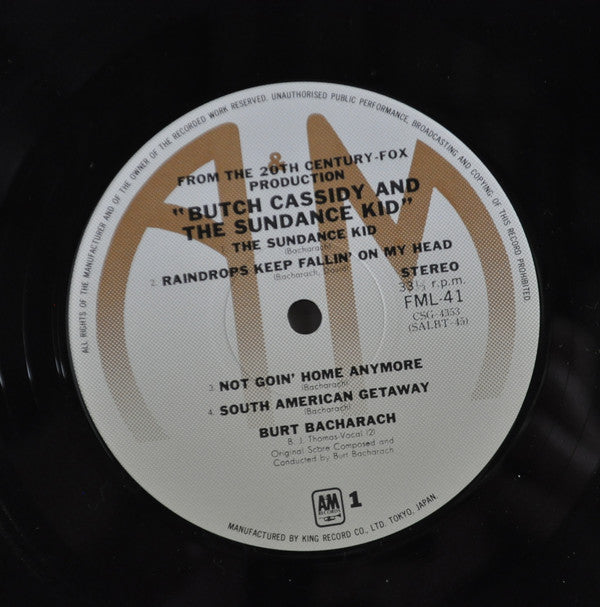 ALL RIGHTS OF THE MANUFACTURER AND OF THE OWNER OF THE RECORDED WORK RESERVED. UNAUTHORISED PUBLIC PERFORMANCE, BROADCASTING AND COPYING OF THIS RECORD PROHIBITED.
A&M
FROM THE 20TH CENTURY-FOX
PRODUCTION
"BUTCH CASSIDY AND
THE SUNDANCE KID"
1. THE SUNDANCE KID
(Bacharach)
2. RAINDROPS KEEP FALLIN' ON MY HEAD
(Bacharach, David)
STEREO
33⅓ r.p.m.
FML-41
CSG-4353
(SALBT-45)
3. NOT GOIN' HOME ANYMORE
(Bacharach)
4. SOUTH AMERICAN GETAWAY
(Bacharach)
BURT BACHARACH
B. J. Thomas-Vocal (2)
Original Score Composed and
Conducted by Burt Bacharach
AM
RECORDS
1
MANUFACTURED BY KING RECORD CO., LTD. TOKYO, JAPAN.